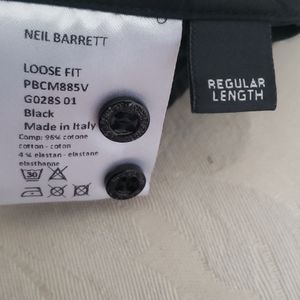 NEIL BARRETT
LOOSE FIT
PBCM885V
G028S 01
Black
Made in Italy
Comp: 96% cotone
cotton - coton
4 % elastan - elastane
elasthanne
30
REGULAR
LENGTH